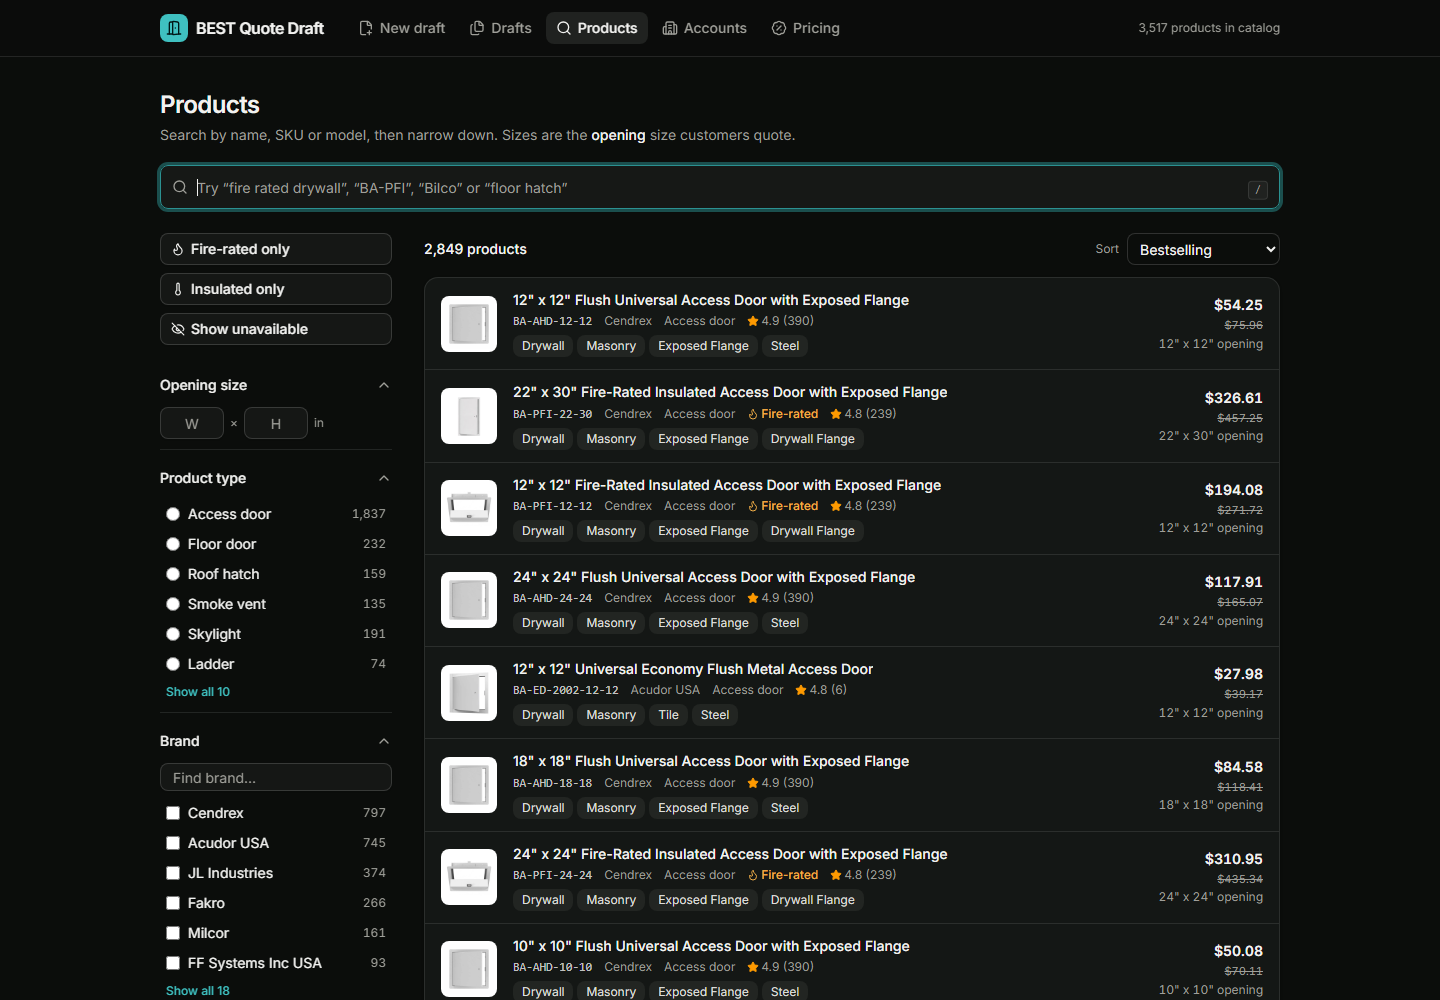 BEST Quote Draft
New draft
Drafts
Products
Accounts
Pricing
3,517 products in catalog
Products
Search by name, SKU or model, then narrow down. Sizes are the opening size customers quote.
Try “fire rated drywall”, “BA-PFI”, “Bilco” or “floor hatch”
/
Fire-rated only
Insulated only
Show unavailable
Opening size
W × H in
Product type
Access door 1,837
Floor door 232
Roof hatch 159
Smoke vent 135
Skylight 191
Ladder 74
Show all 10
Brand
Find brand...
Cendrex 797
Acudor USA 745
JL Industries 374
Fakro 266
Milcor 161
FF Systems Inc USA 93
Show all 18
2,849 products
Sort Bestselling
12" x 12" Flush Universal Access Door with Exposed Flange
BA-AHD-12-12 Cendrex Access door 4.9 (390)
Drywall Masonry Exposed Flange Steel
$54.25
$75.96
12" x 12" opening
22" x 30" Fire-Rated Insulated Access Door with Exposed Flange
BA-PFI-22-30 Cendrex Access door Fire-rated 4.8 (239)
Drywall Masonry Exposed Flange Drywall Flange
$326.61
$457.25
22" x 30" opening
12" x 12" Fire-Rated Insulated Access Door with Exposed Flange
BA-PFI-12-12 Cendrex Access door Fire-rated 4.8 (239)
Drywall Masonry Exposed Flange Drywall Flange
$194.08
$271.72
12" x 12" opening
24" x 24" Flush Universal Access Door with Exposed Flange
BA-AHD-24-24 Cendrex Access door 4.9 (390)
Drywall Masonry Exposed Flange Steel
$117.91
$165.07
24" x 24" opening
12" x 12" Universal Economy Flush Metal Access Door
BA-ED-2002-12-12 Acudor USA Access door 4.8 (6)
Drywall Masonry Tile Steel
$27.98
$39.17
12" x 12" opening
18" x 18" Flush Universal Access Door with Exposed Flange
BA-AHD-18-18 Cendrex Access door 4.9 (390)
Drywall Masonry Exposed Flange Steel
$84.58
$118.41
18" x 18" opening
24" x 24" Fire-Rated Insulated Access Door with Exposed Flange
BA-PFI-24-24 Cendrex Access door Fire-rated 4.8 (239)
Drywall Masonry Exposed Flange Drywall Flange
$310.95
$435.34
24" x 24" opening
10" x 10" Flush Universal Access Door with Exposed Flange
BA-AHD-10-10 Cendrex Access door 4.9 (390)
Drywall Masonry Exposed Flange Steel
$50.08
$70.11
10" x 10" opening